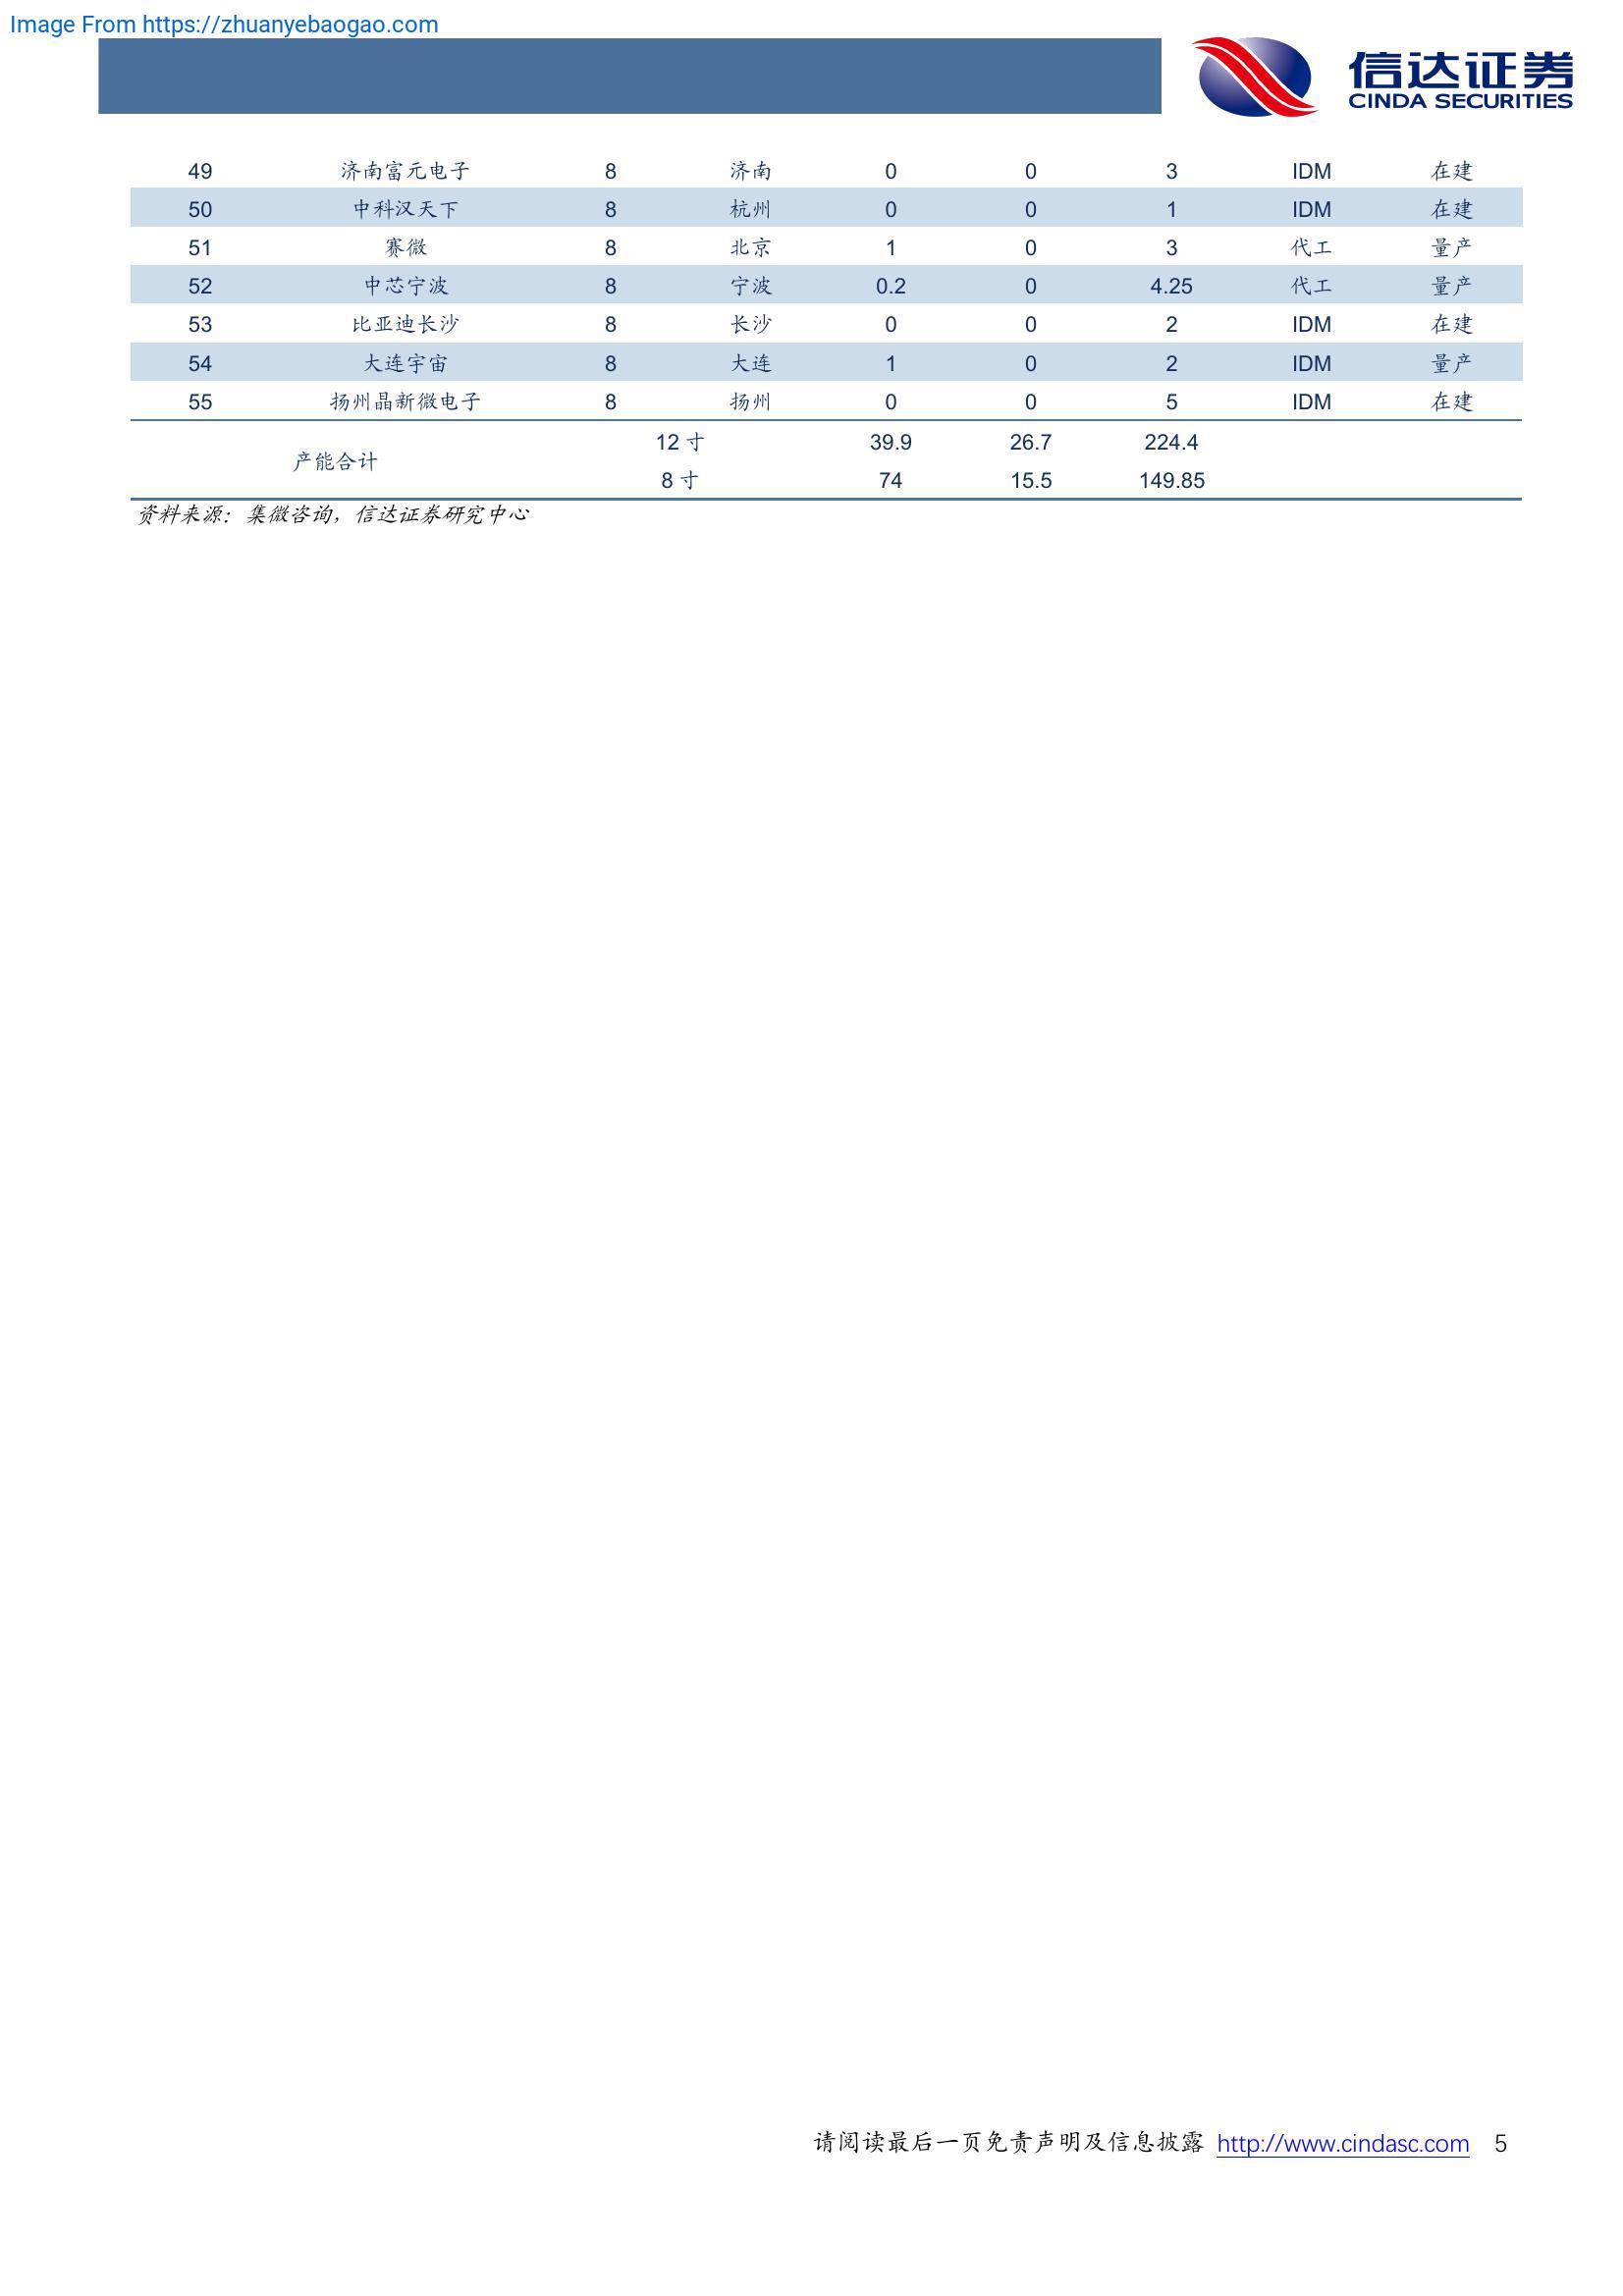 Image From https://zhuanyebaogao.com
信达证券
CINDA SECURITIES
49 济南富元电子 8 济南 0 0 3 IDM 在建
50 中科汉天下 8 杭州 0 0 1 IDM 在建
51 赛微 8 北京 1 0 3 代工 量产
52 中芯宁波 8 宁波 0.2 0 4.25 代工 量产
53 比亚迪长沙 8 长沙 0 0 2 IDM 在建
54 大连宇宙 8 大连 1 0 2 IDM 量产
55 扬州晶新微电子 8 扬州 0 0 5 IDM 在建
产能合计
12 寸 39.9 26.7 224.4
8 寸 74 15.5 149.85
资料来源：集微咨询，信达证券研究中心
请阅读最后一页免责声明及信息披露 http://www.cindasc.com 5